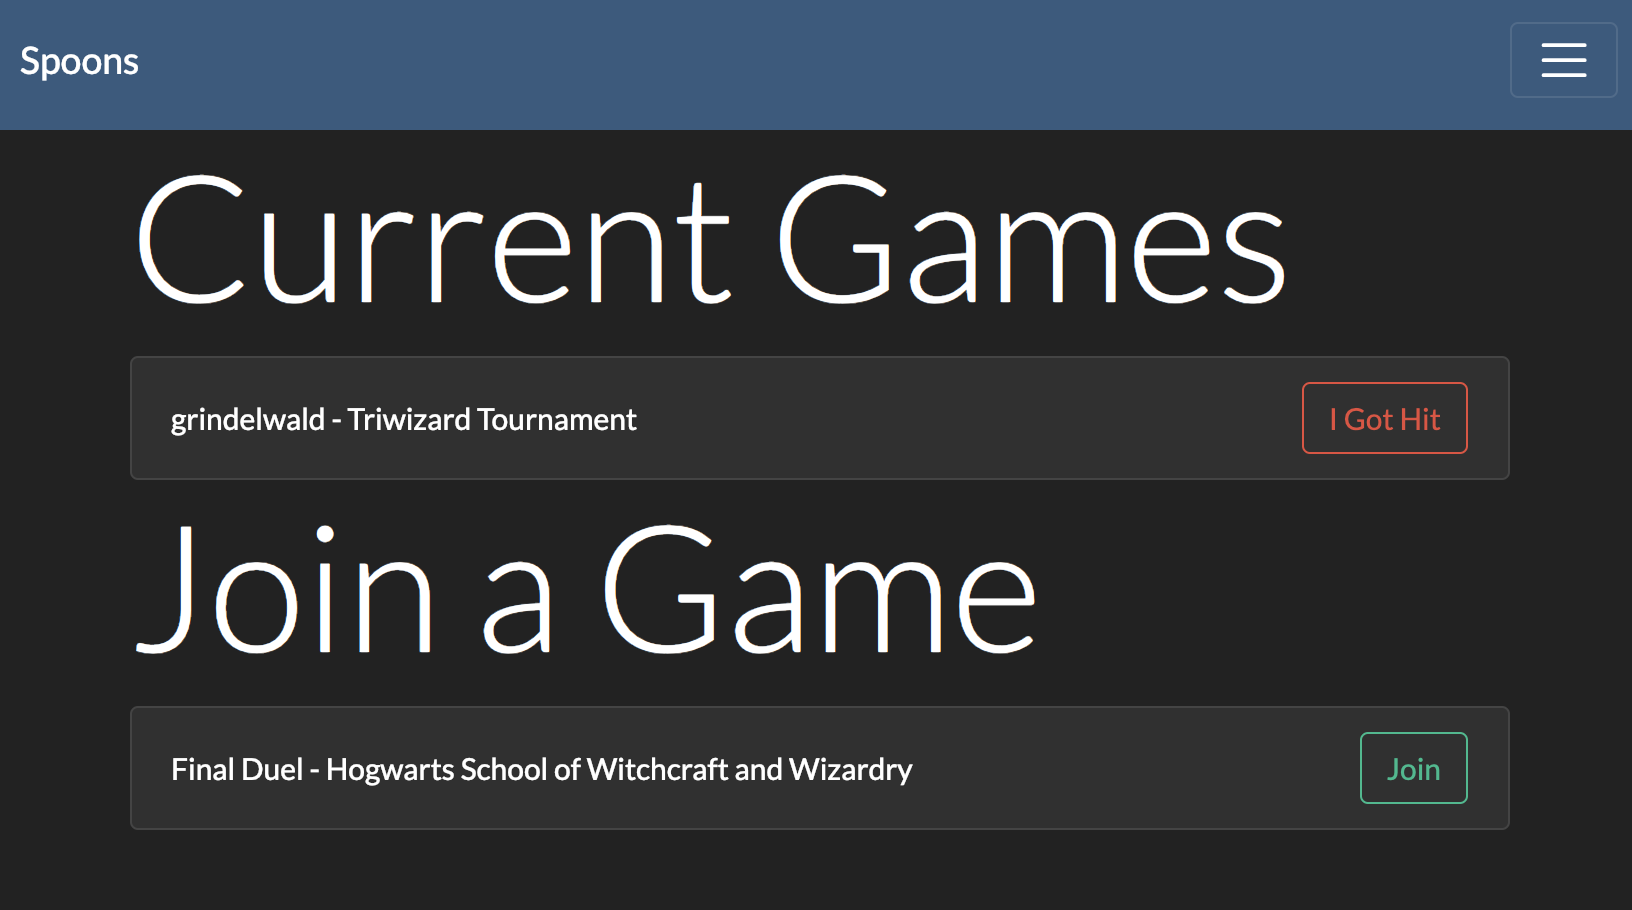 Spoons
Current Games
grindelwald - Triwizard Tournament
I Got Hit
Join a Game
Final Duel - Hogwarts School of Witchcraft and Wizardry
Join